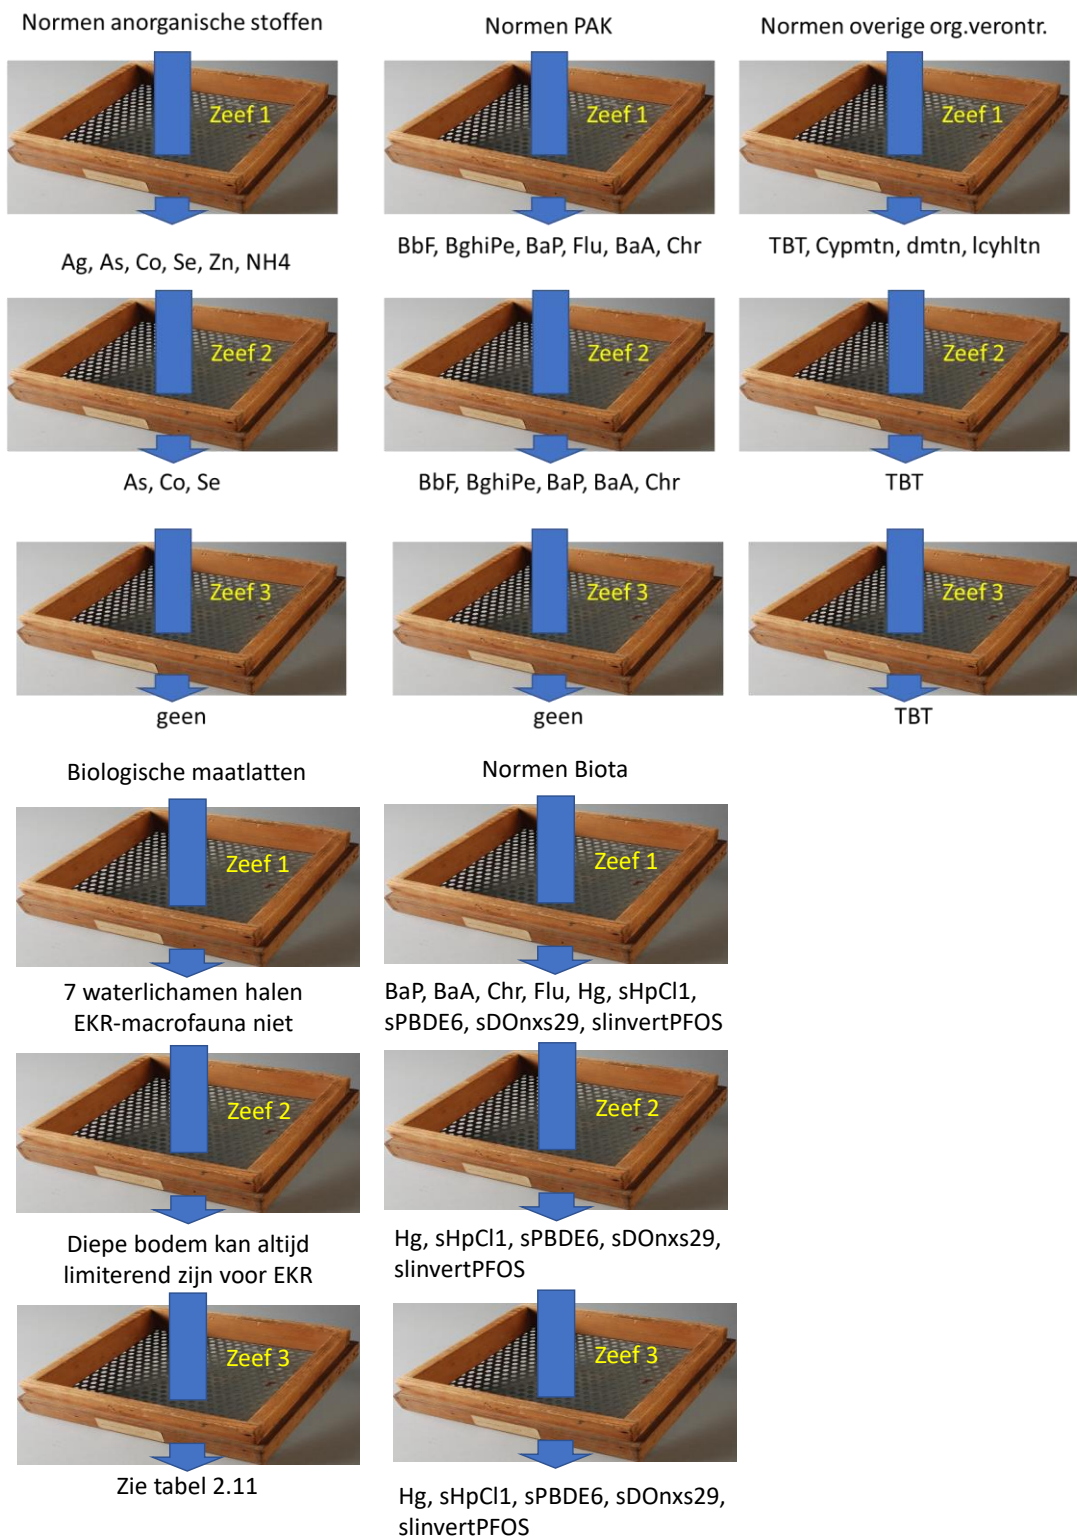 Normen anorganische stoffen
Normen PAK
Normen overige org.verontr.
Zeef 1
Zeef 1
Zeef 1
Ag, As, Co, Se, Zn, NH4
BbF, BghiPe, BaP, Flu, BaA, Chr
TBT, Cypmtn, dmtn, lcyhltn
Zeef 2
Zeef 2
Zeef 2
As, Co, Se
BbF, BghiPe, BaP, BaA, Chr
TBT
Zeef 3
Zeef 3
Zeef 3
geen
geen
TBT
Biologische maatlatten
Normen Biota
Zeef 1
Zeef 1
7 waterlichamen halen
EKR-macrofauna niet
BaP, BaA, Chr, Flu, Hg, sHpCl1,
sPBDE6, sDOnxs29, slinvertPFOS
Zeef 2
Zeef 2
Diepe bodem kan altijd
limiterend zijn voor EKR
Hg, sHpCl1, sPBDE6, sDOnxs29,
slinvertPFOS
Zeef 3
Zeef 3
Zie tabel 2.11
Hg, sHpCl1, sPBDE6, sDOnxs29,
slinvertPFOS